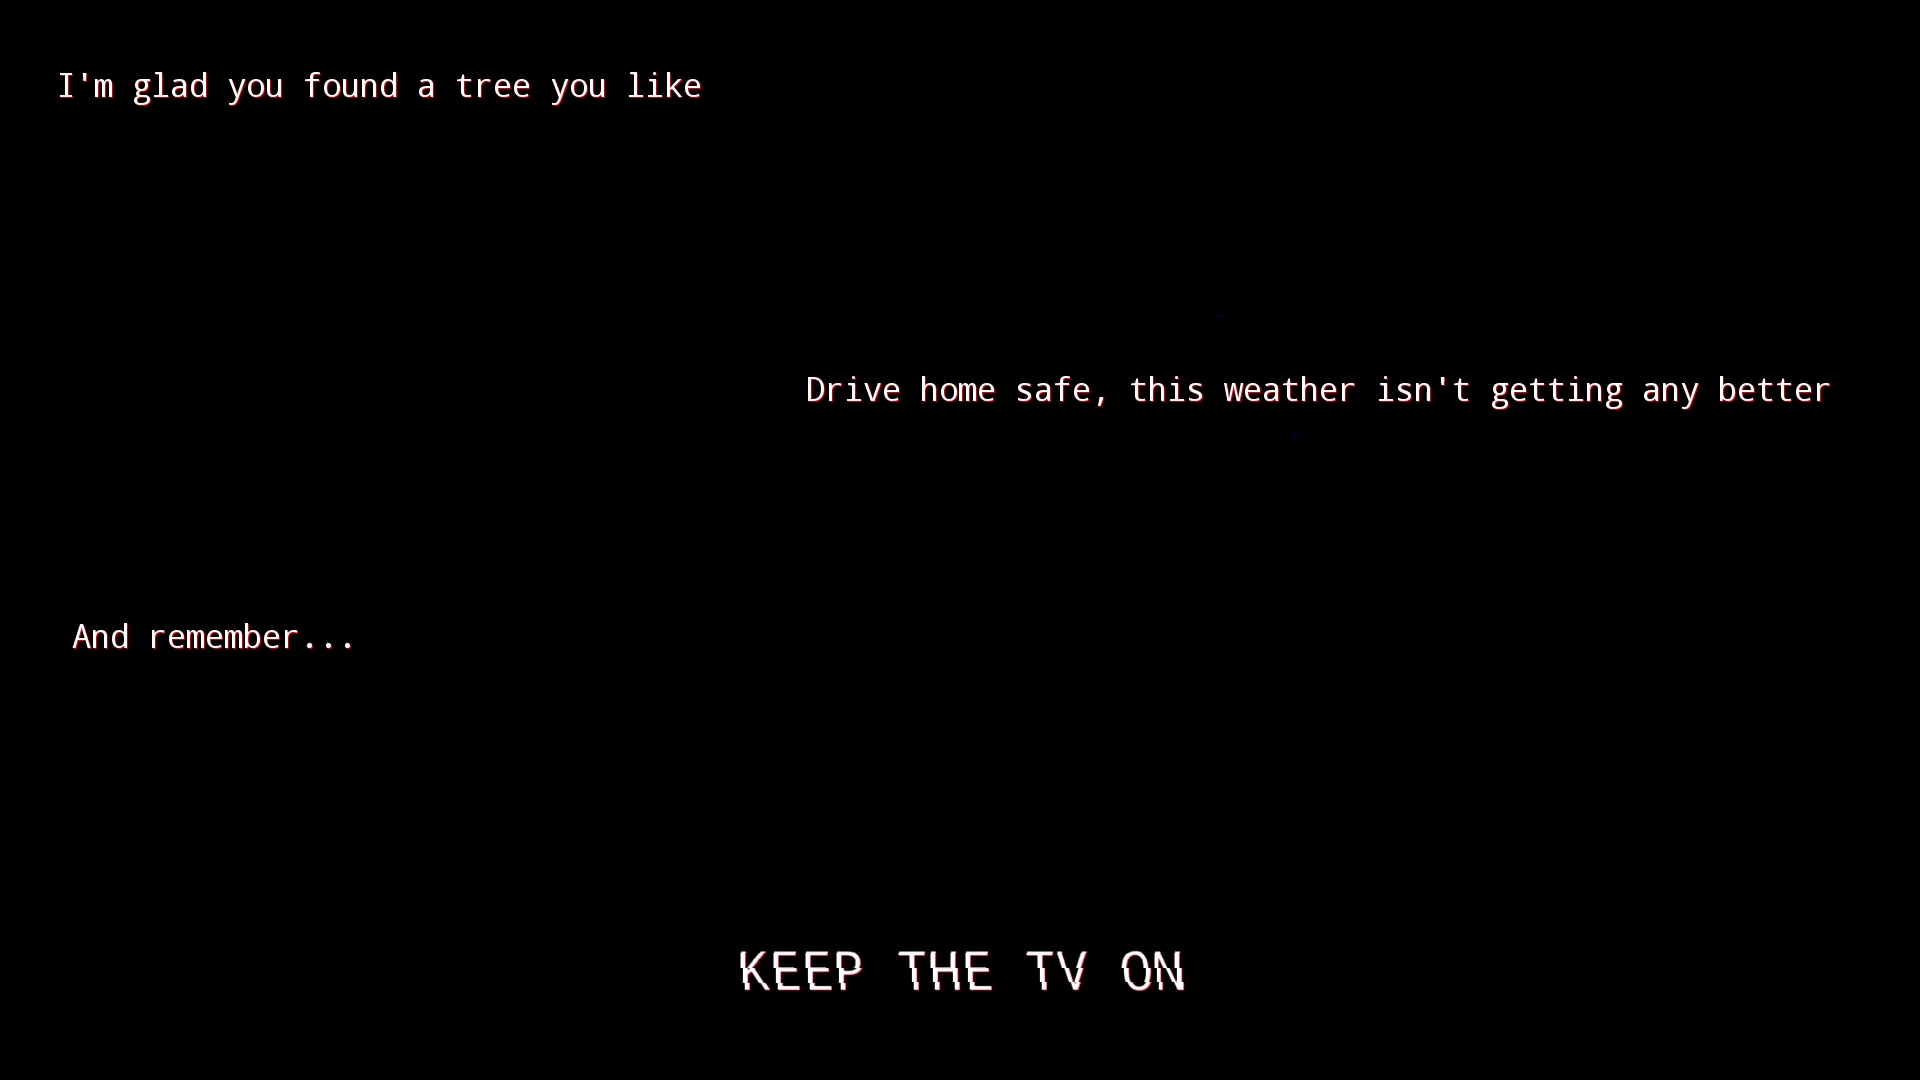 I'm glad you found a tree you like
Drive home safe, this weather isn't getting any better
And remember...
KEEP THE TV ON